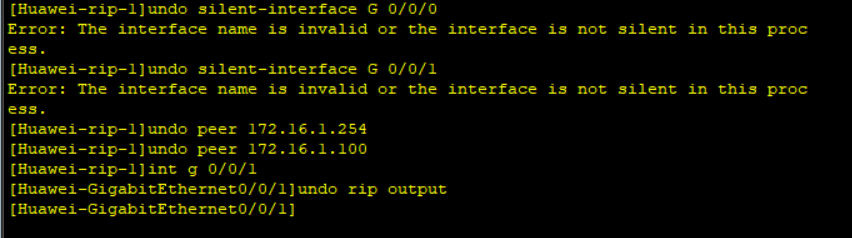 [Huawei-rip-1]undo silent-interface G 0/0/0
Error: The interface name is invalid or the interface is not silent in this proc
ess.
[Huawei-rip-1]undo silent-interface G 0/0/1
Error: The interface name is invalid or the interface is not silent in this proc
ess.
[Huawei-rip-1]undo peer 172.16.1.254
[Huawei-rip-1]undo peer 172.16.1.100
[Huawei-rip-1]int g 0/0/1
[Huawei-GigabitEthernet0/0/1]undo rip output
[Huawei-GigabitEthernet0/0/1]